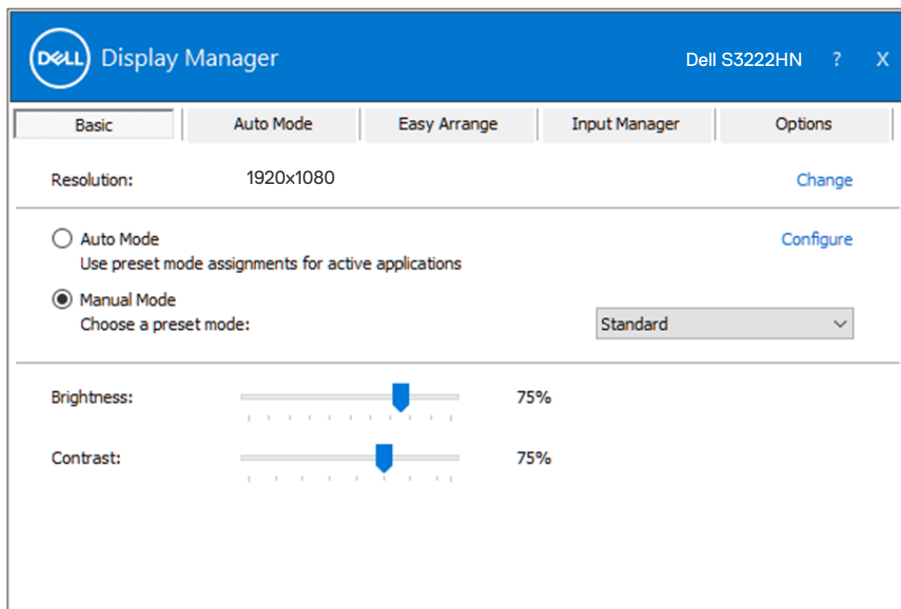 DELL Display Manager Dell S3222HN ? X
Basic Auto Mode Easy Arrange Input Manager Options
Resolution: 1920x1080 Change
Auto Mode Configure
Use preset mode assignments for active applications
Manual Mode
Choose a preset mode: Standard
Brightness: 75%
Contrast: 75%